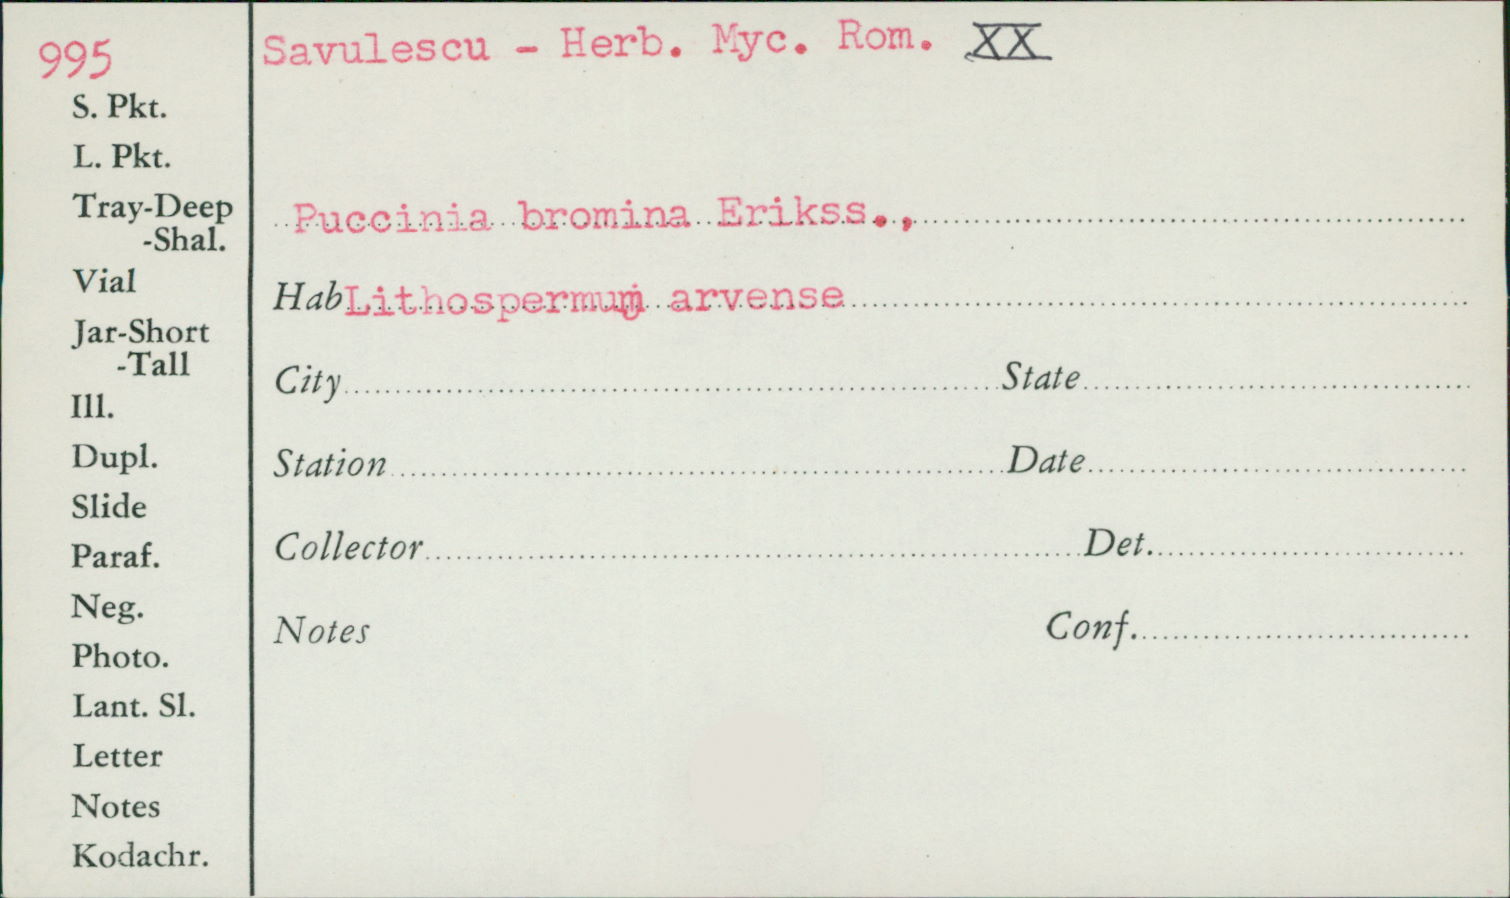 995
S. Pkt.
L. Pkt.
Tray-Deep
-Shal.
Vial
Jar-Short
-Tall
Ill.
Dupl.
Slide
Paraf.
Neg.
Photo.
Lant. Sl.
Letter
Notes
Kodachr.
Savulescu - Herb. Myc. Rom. XX
Puccinia bromina Erikss.,
Hab Lithospermum arvense
City State
Station Date
Collector Det.
Notes Conf.